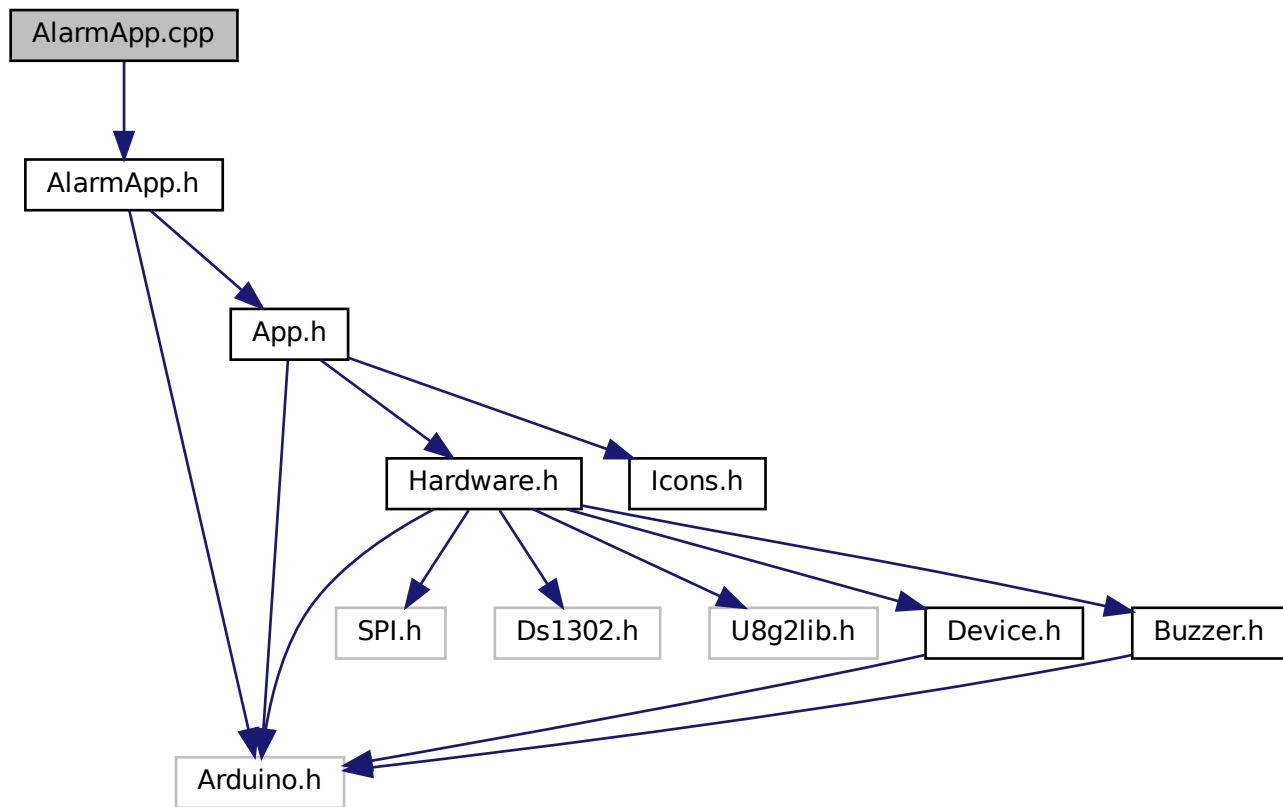 AlarmApp.cpp
AlarmApp.h
App.h
Hardware.h
Icons.h
SPI.h
Ds1302.h
U8g2lib.h
Device.h
Buzzer.h
Arduino.h